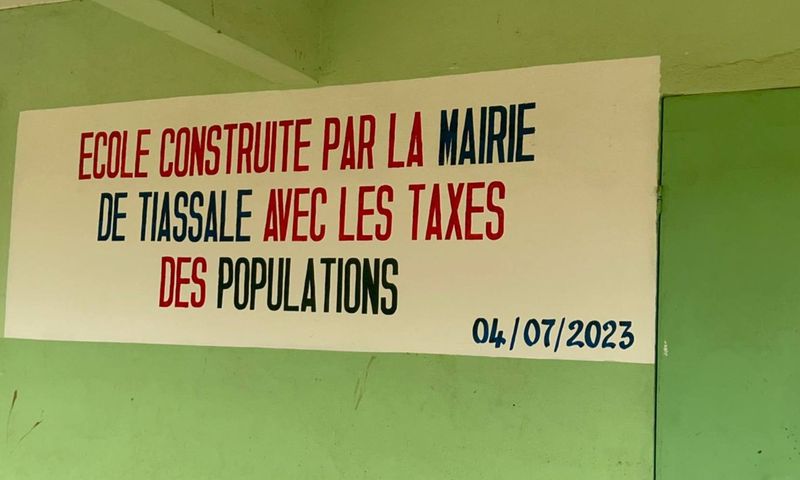 ECOLE CONSTRUITE PAR LA MAIRIE
DE TIASSALE AVEC LES TAXES
DES POPULATIONS
04/07/2023